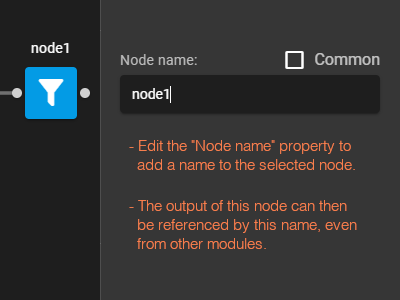 node1
Node name:
Common
node1
- Edit the "Node name" property to
add a name to the selected node.
- The output of this node can then
be referenced by this name, even
from other modules.